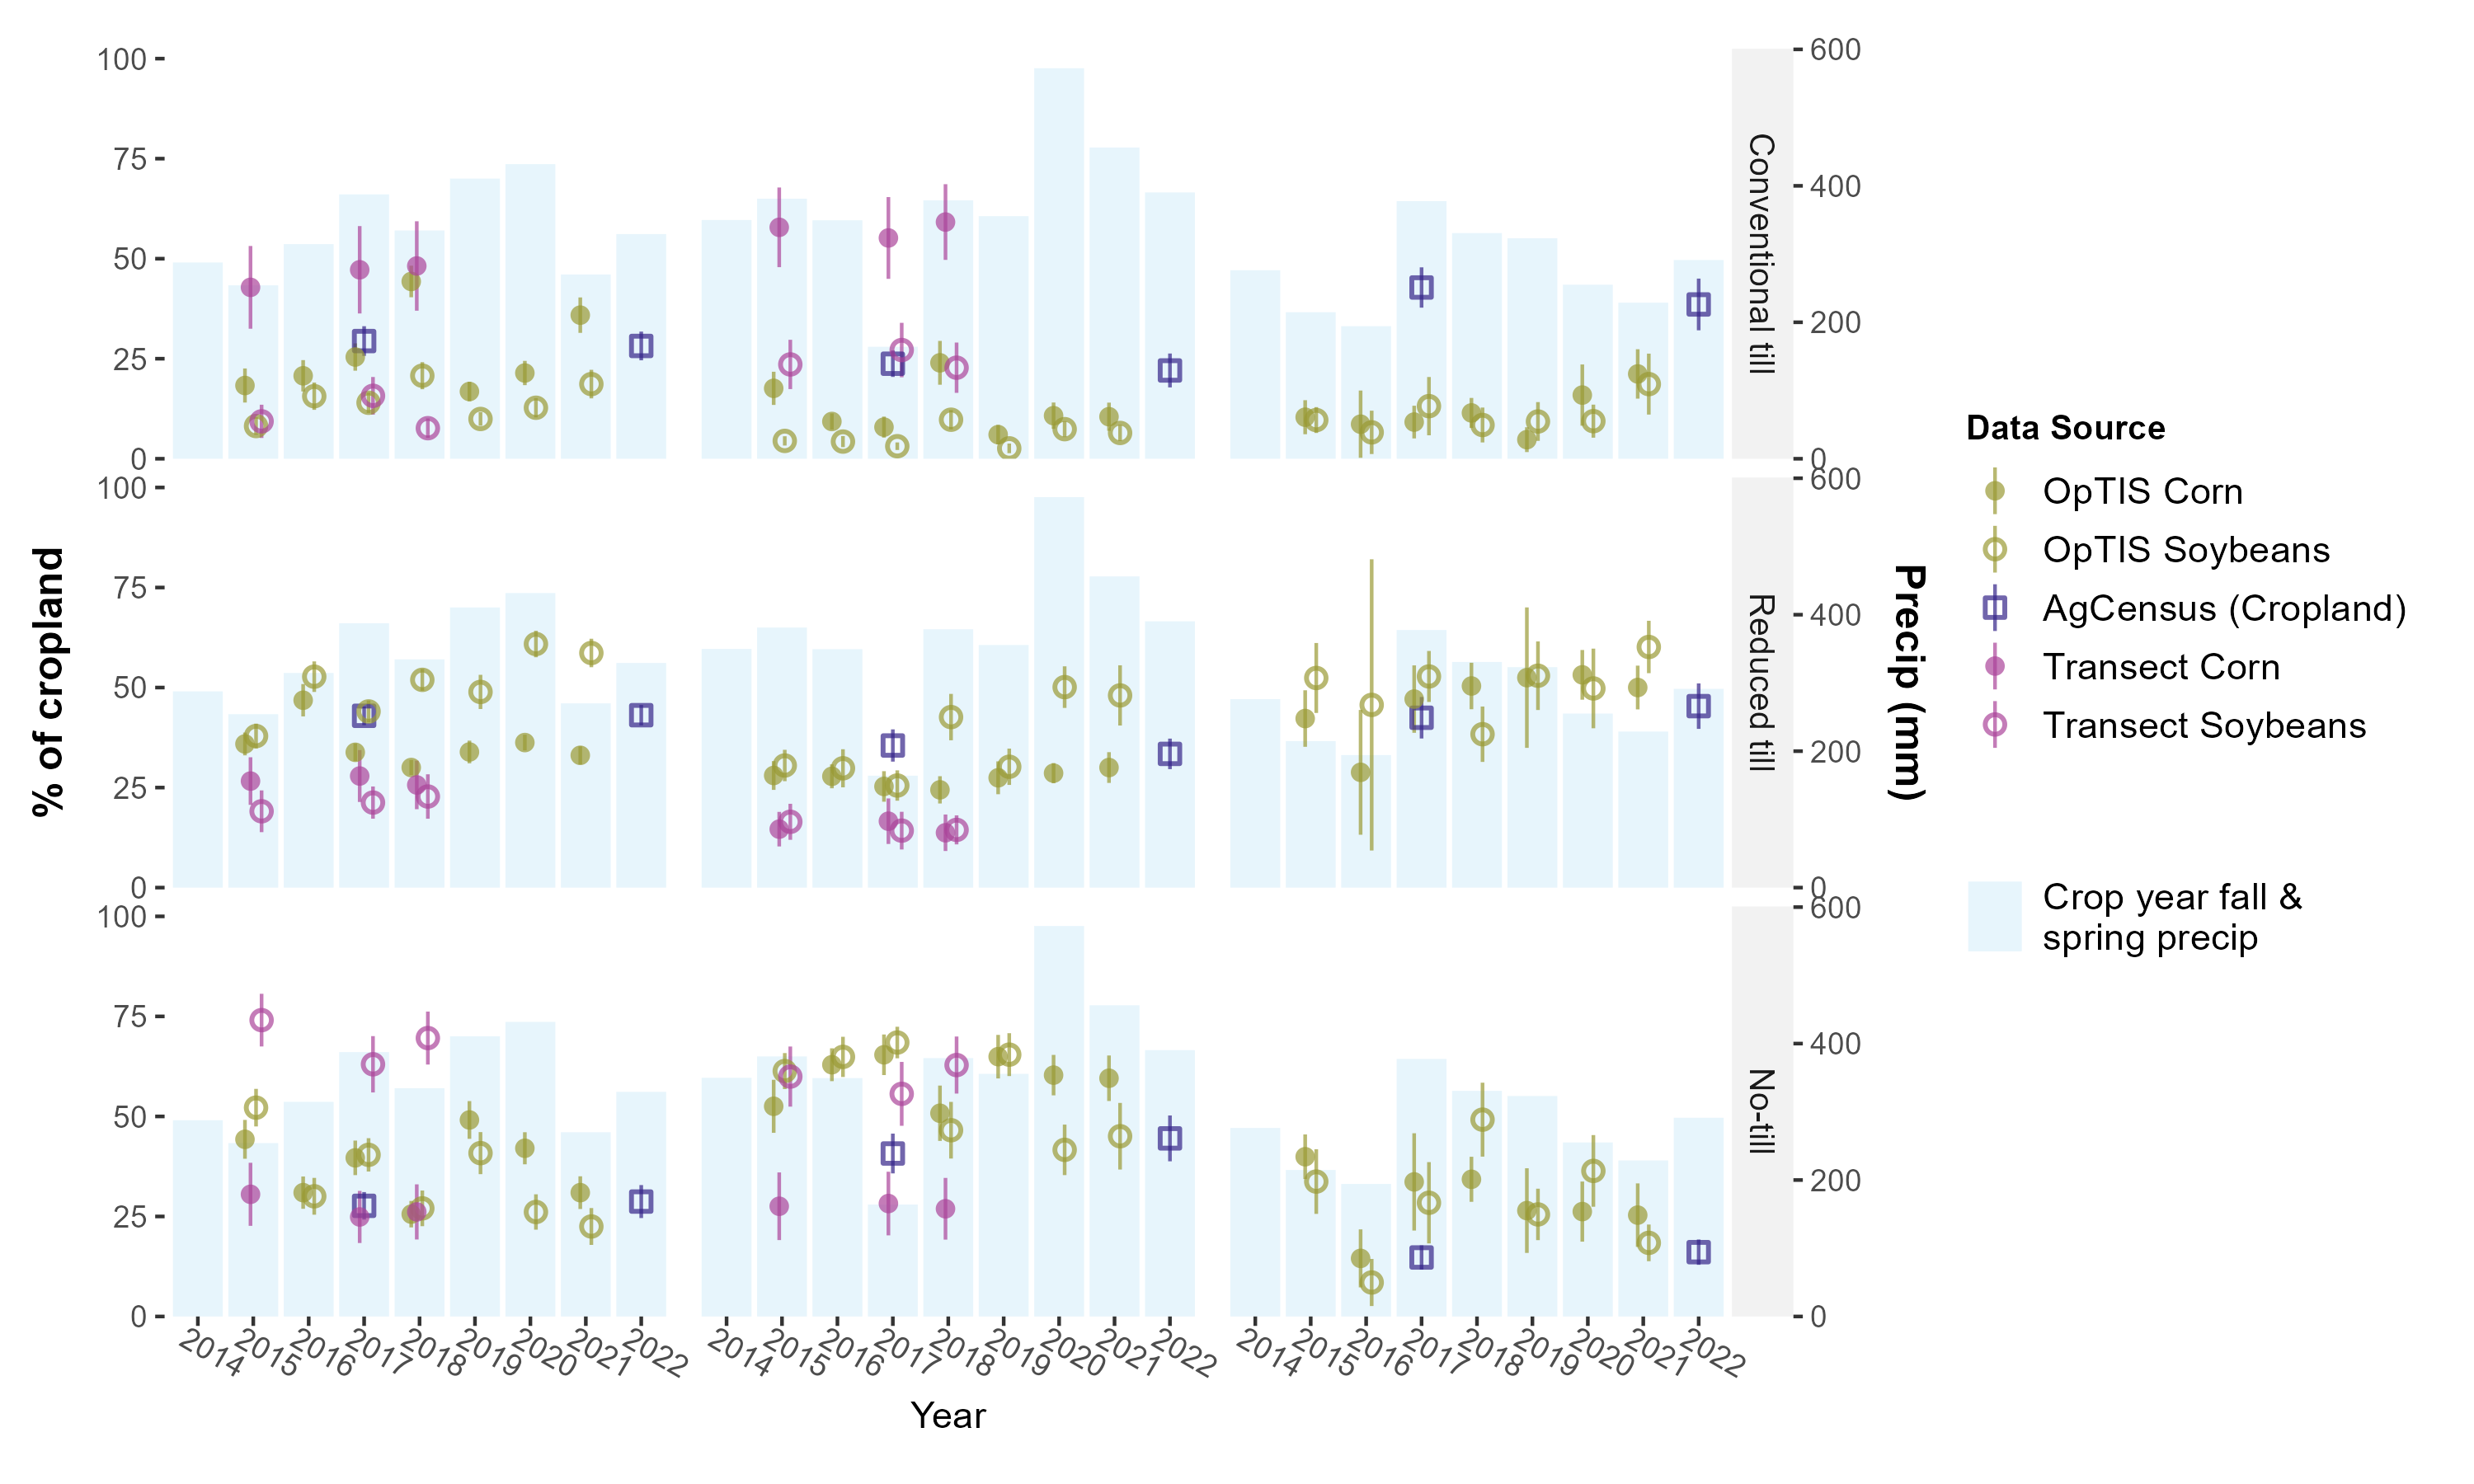 100
75
50
25
0
600
400
200
0
Conventional till
100
75
50
25
0
600
400
200
0
Reduced till
100
75
50
25
0
600
400
200
0
No-till
% of cropland
Precip (mm)
2014 2015 2016 2017 2018 2019 2020 2021 2022
2014 2015 2016 2017 2018 2019 2020 2021 2022
2014 2015 2016 2017 2018 2019 2020 2021 2022
Year
Data Source
OpTIS Corn
OpTIS Soybeans
AgCensus (Cropland)
Transect Corn
Transect Soybeans
Crop year fall &
spring precip